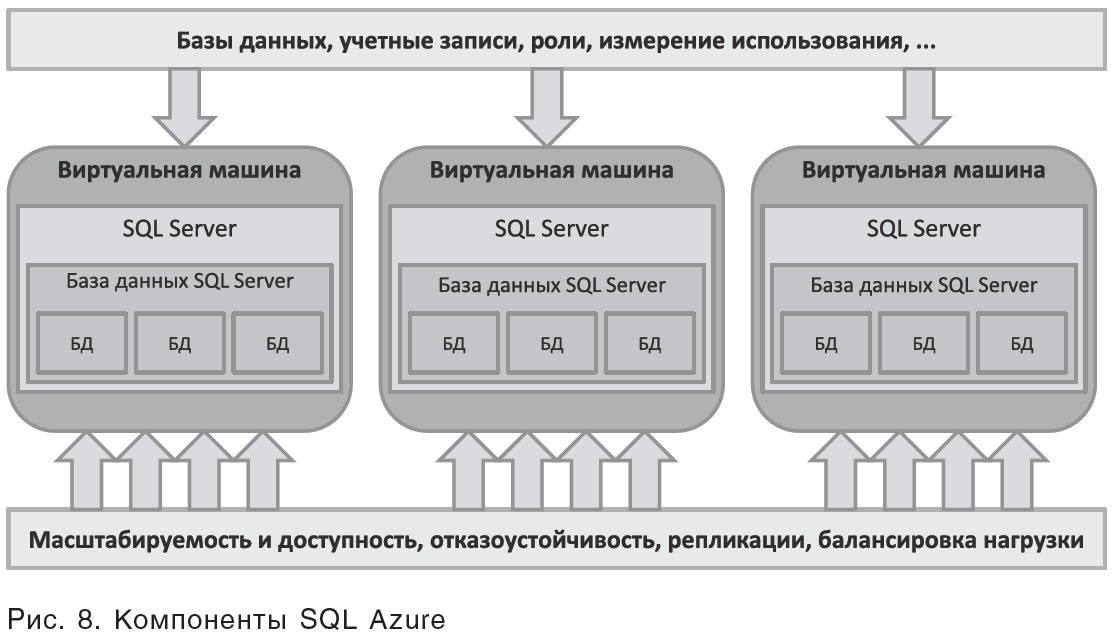 Базы данных, учетные записи, роли, измерение использования, ...
Виртуальная машина
SQL Server
База данных SQL Server
БД
БД
БД
Виртуальная машина
SQL Server
База данных SQL Server
БД
БД
БД
Виртуальная машина
SQL Server
База данных SQL Server
БД
БД
БД
Масштабируемость и доступность, отказоустойчивость, репликации, балансировка нагрузки
Рис. 8. Компоненты SQL Azure